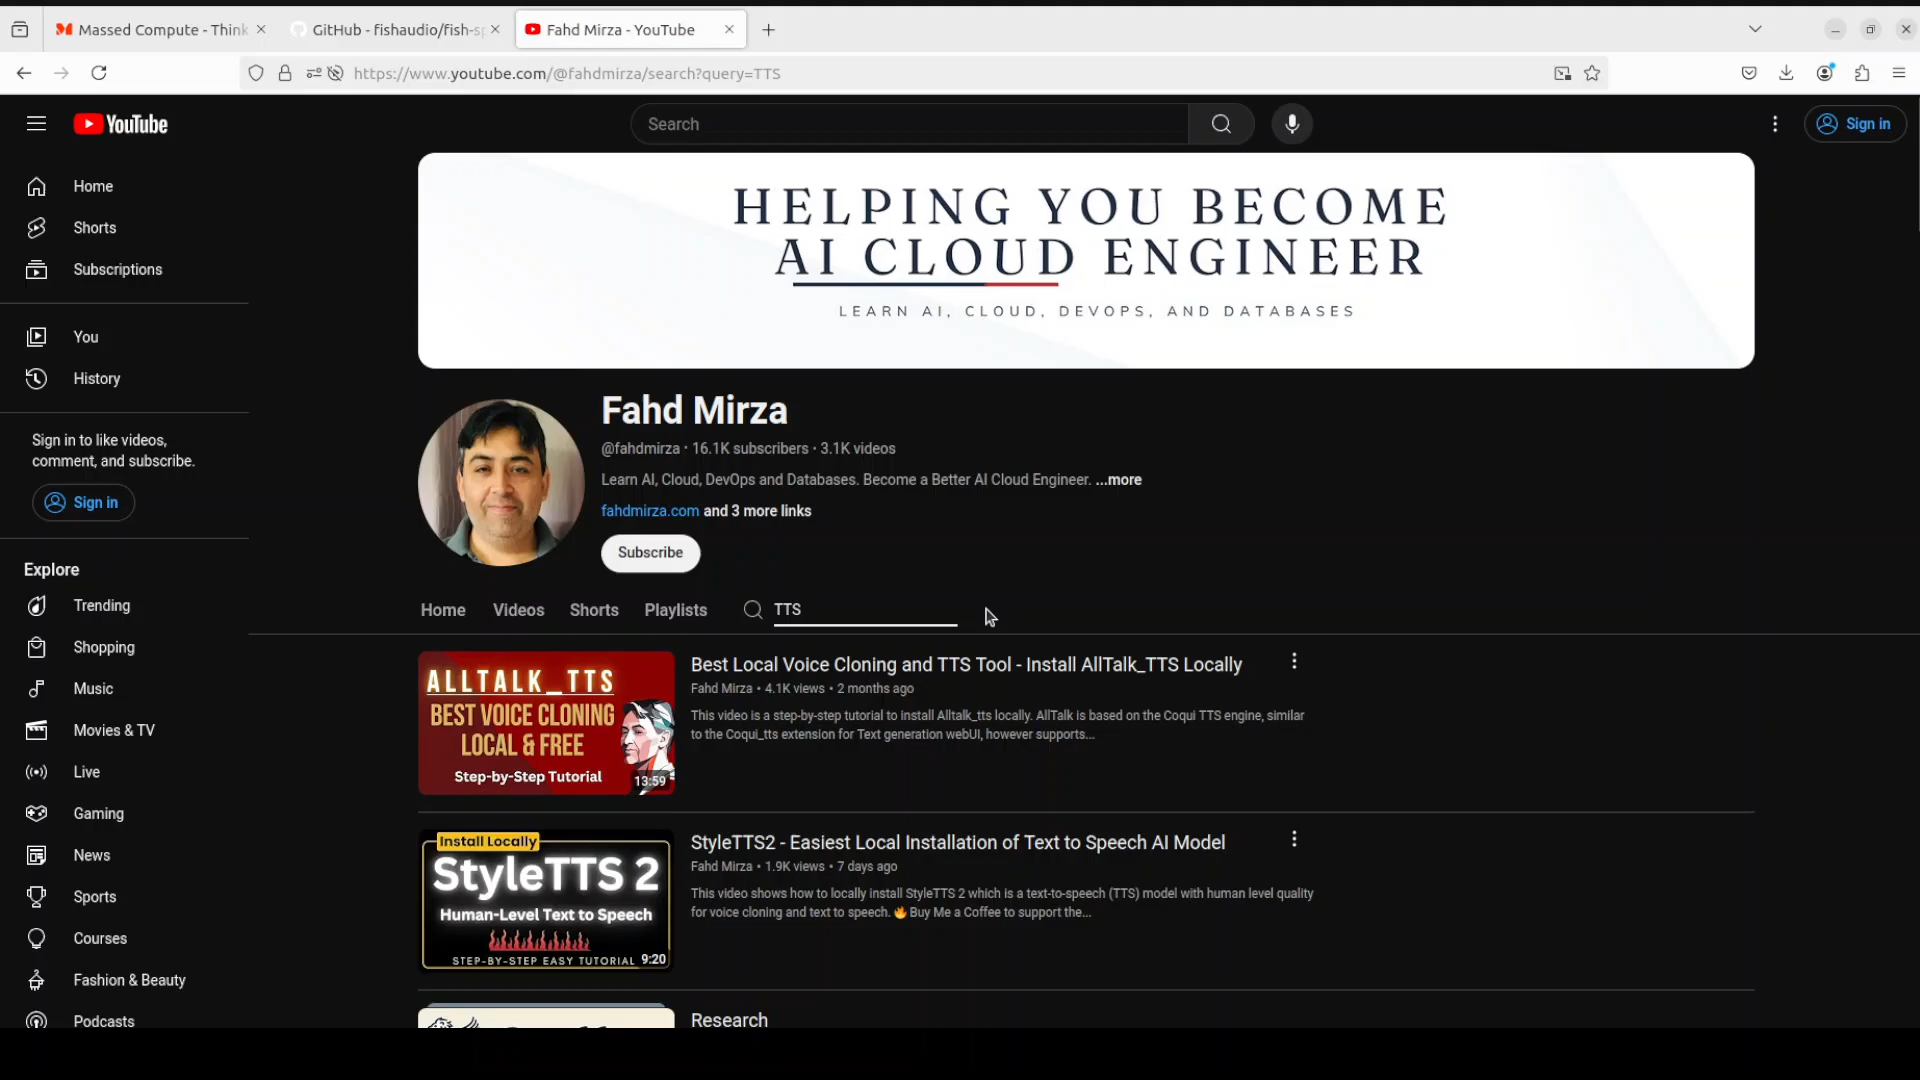 Massed Compute - Think
GitHub - fishaudio/fish-sp
Fahd Mirza - YouTube
https://www.youtube.com/@fahdmirza/search?query=TTS
YouTube
Search
Sign in
Home
Shorts
Subscriptions
You
History
Sign in to like videos,
comment, and subscribe.
Sign in
Explore
Trending
Shopping
Music
Movies & TV
Live
Gaming
News
Sports
Courses
Fashion & Beauty
Podcasts
HELPING YOU BECOME
AI CLOUD ENGINEER
LEARN AI, CLOUD, DEVOPS, AND DATABASES
Fahd Mirza
@fahdmirza • 16.1K subscribers • 3.1K videos
Learn AI, Cloud, DevOps and Databases. Become a Better AI Cloud Engineer. ...more
fahdmirza.com and 3 more links
Subscribe
Home Videos Shorts Playlists TTS
ALLTALK_TTS
BEST VOICE CLONING
LOCAL & FREE
Step-by-Step Tutorial
13:59
Best Local Voice Cloning and TTS Tool - Install AllTalk_TTS Locally
Fahd Mirza • 4.1K views • 2 months ago
This video is a step-by-step tutorial to install Alltalk_tts locally. AllTalk is based on the Coqui TTS engine, similar
to the Coqui_tts extension for Text generation webUI, however supports...
Install Locally
StyleTTS 2
Human-Level Text to Speech
STEP-BY-STEP EASY TUTORIAL
9:20
StyleTTS2 - Easiest Local Installation of Text to Speech AI Model
Fahd Mirza • 1.9K views • 7 days ago
This video shows how to locally install StyleTTS 2 which is a text-to-speech (TTS) model with human level quality
for voice cloning and text to speech. 🔥 Buy Me a Coffee to support the...
Research